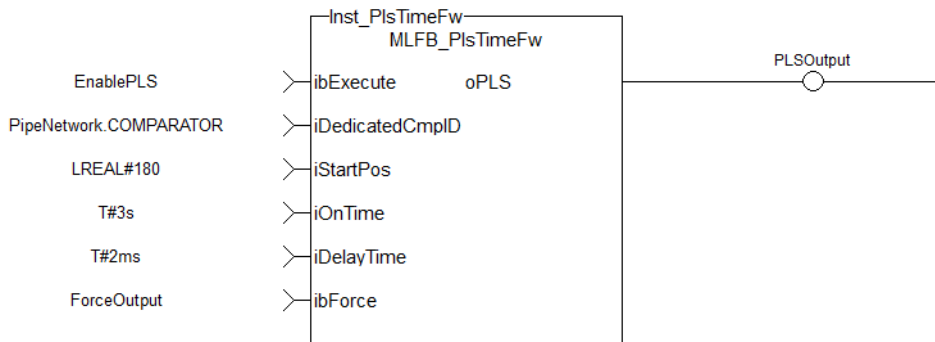 Inst_PlsTimeFw
MLFB_PlsTimeFw
PLSOutput
EnablePLS ibExecute oPLS
PipeNetwork.COMPARATOR iDedicatedCmpID
LREAL#180 iStartPos
T#3s iOnTime
T#2ms iDelayTime
ForceOutput ibForce